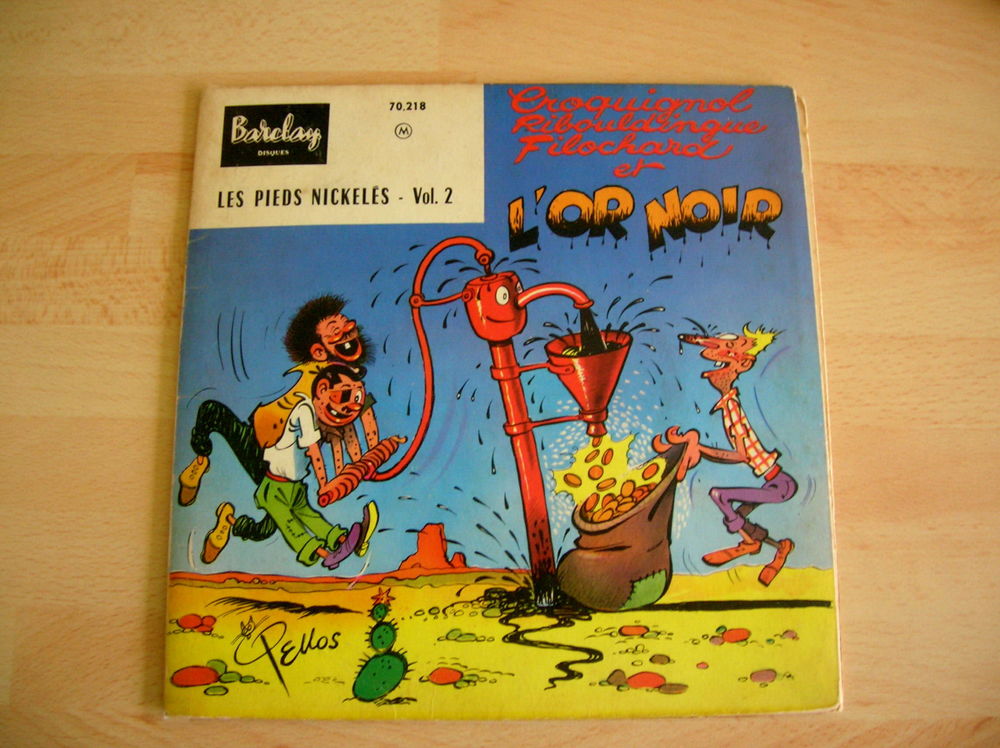 Barclay
DISQUES
70,218
M
LES PIEDS NICKELÉS - Vol. 2
Croquignol
Ribouldingue
Filochard
et
L'OR NOIR
Pellos